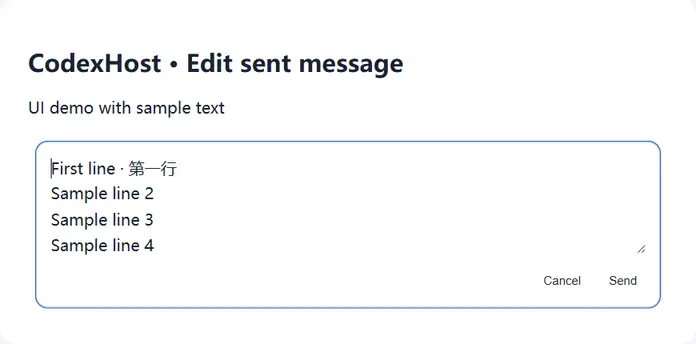 CodexHost • Edit sent message
UI demo with sample text
First line · 第一行
Sample line 2
Sample line 3
Sample line 4
Cancel Send